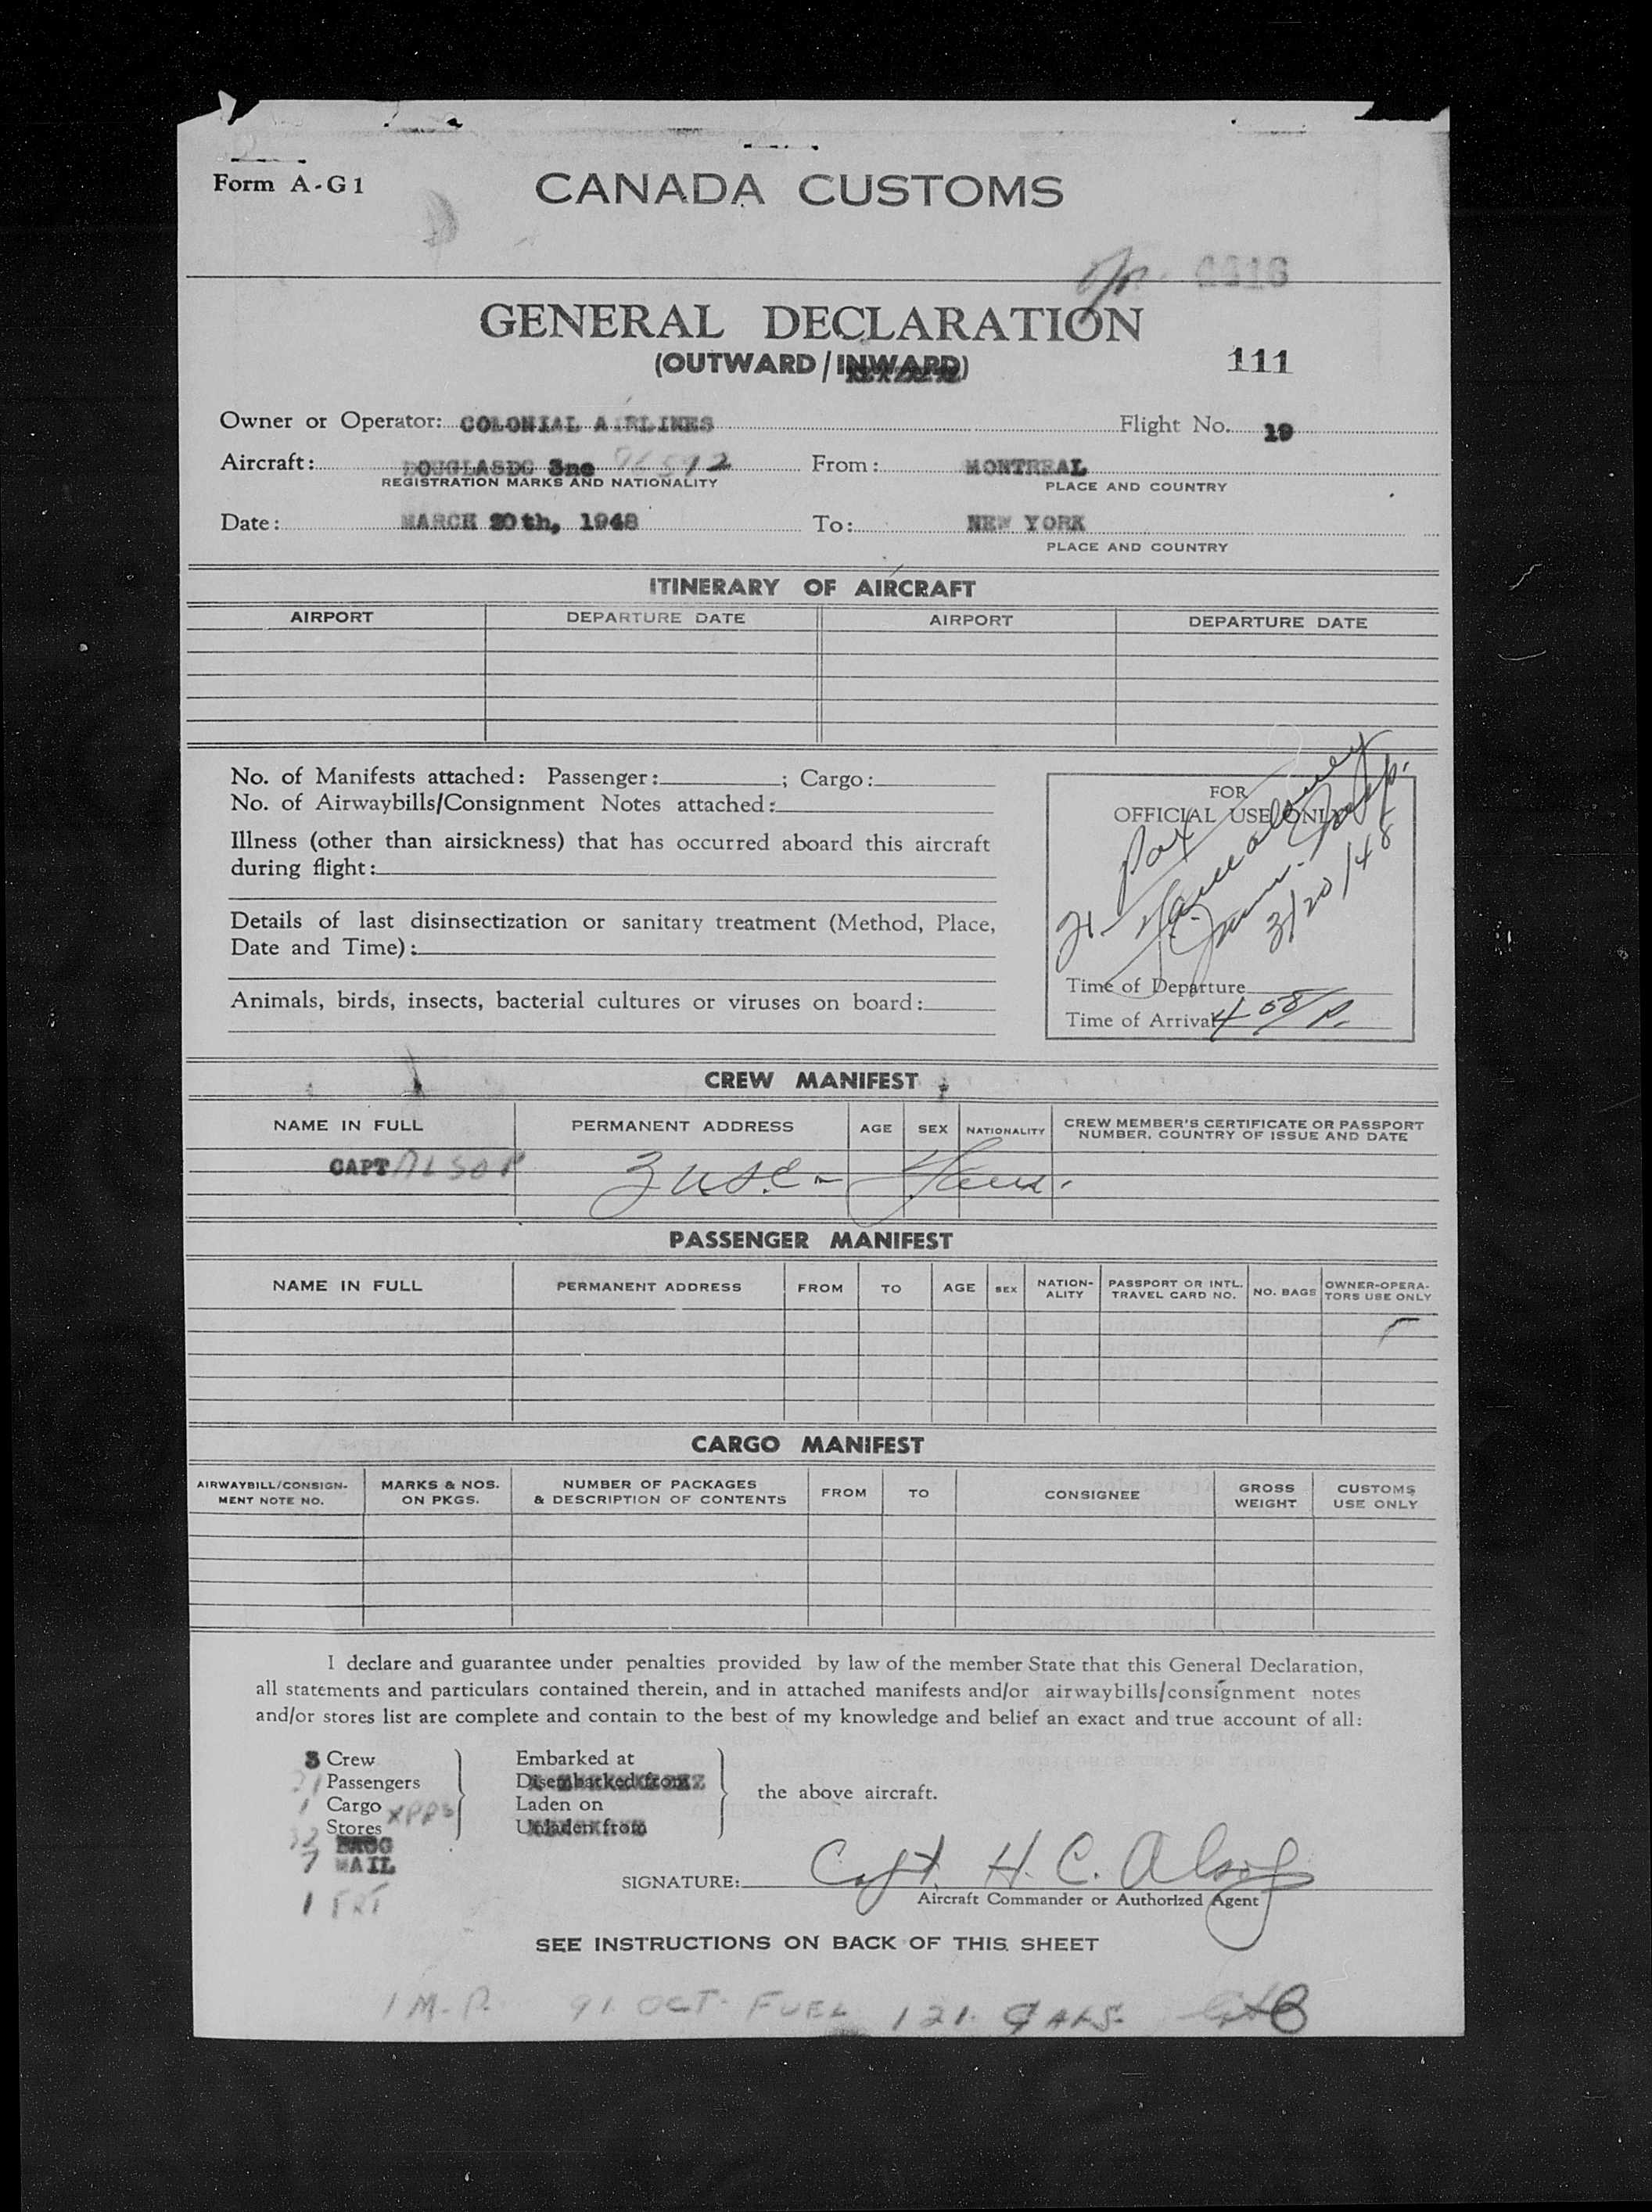 Form A-G1
CANADA CUSTOMS
GENERAL DECLARATION
(OUTWARD / INWARD)
111
Owner or Operator: COLONIAL AIRLINES Flight No. 19
Aircraft: DOUGLASDC 3nc From: MONTREAL
REGISTRATION MARKS AND NATIONALITY PLACE AND COUNTRY
Date: MARCH 20th, 1948 To: NEW YORK
PLACE AND COUNTRY
ITINERARY OF AIRCRAFT
AIRPORT DEPARTURE DATE AIRPORT DEPARTURE DATE
No. of Manifests attached: Passenger: ; Cargo:
No. of Airwaybills/Consignment Notes attached:
Illness (other than airsickness) that has occurred aboard this aircraft
during flight:
Details of last disinsectization or sanitary treatment (Method, Place,
Date and Time):
Animals, birds, insects, bacterial cultures or viruses on board:
FOR
OFFICIAL USE ONLY
21 - Pax
3/20/48
Time of Departure
Time of Arrival 4 08/P.
CREW MANIFEST
NAME IN FULL PERMANENT ADDRESS AGE SEX NATIONALITY CREW MEMBER'S CERTIFICATE OR PASSPORT
NUMBER, COUNTRY OF ISSUE AND DATE
CAPT ALSOP 3 USC
PASSENGER MANIFEST
NAME IN FULL PERMANENT ADDRESS FROM TO AGE SEX NATION-
ALITY PASSPORT OR INTL.
TRAVEL CARD NO. NO. BAGS OWNER-OPERA-
TORS USE ONLY
CARGO MANIFEST
AIRWAYBILL/CONSIGN-
MENT NOTE NO. MARKS & NOS.
ON PKGS. NUMBER OF PACKAGES
& DESCRIPTION OF CONTENTS FROM TO CONSIGNEE GROSS
WEIGHT CUSTOMS
USE ONLY
I declare and guarantee under penalties provided by law of the member State that this General Declaration,
all statements and particulars contained therein, and in attached manifests and/or airwaybills/consignment notes
and/or stores list are complete and contain to the best of my knowledge and belief an exact and true account of all:
3 Crew Embarked at
21 Passengers Disembarked from
1 Cargo XPRS Laden on
Stores Unladen from
the above aircraft.
7 MAIL
1 FRT
SIGNATURE: Capt. H. C. Alsop
Aircraft Commander or Authorized Agent
SEE INSTRUCTIONS ON BACK OF THIS SHEET
1 M.P. 91. OCT. FUEL 121. GALS.